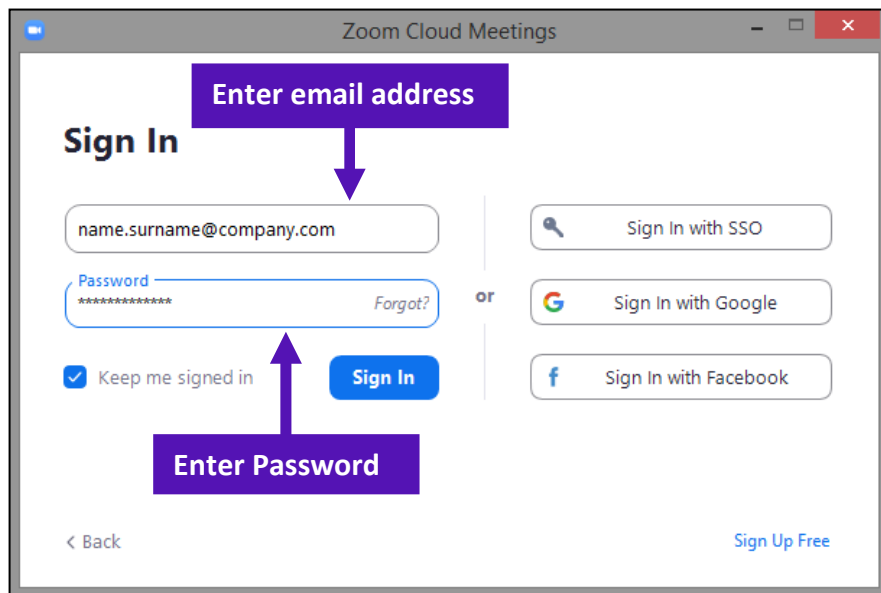 Zoom Cloud Meetings
Enter email address
Sign In
name.surname@company.com
Password
************* Forgot?
Keep me signed in
Sign In
or
Sign In with SSO
Sign In with Google
Sign In with Facebook
Enter Password
< Back
Sign Up Free